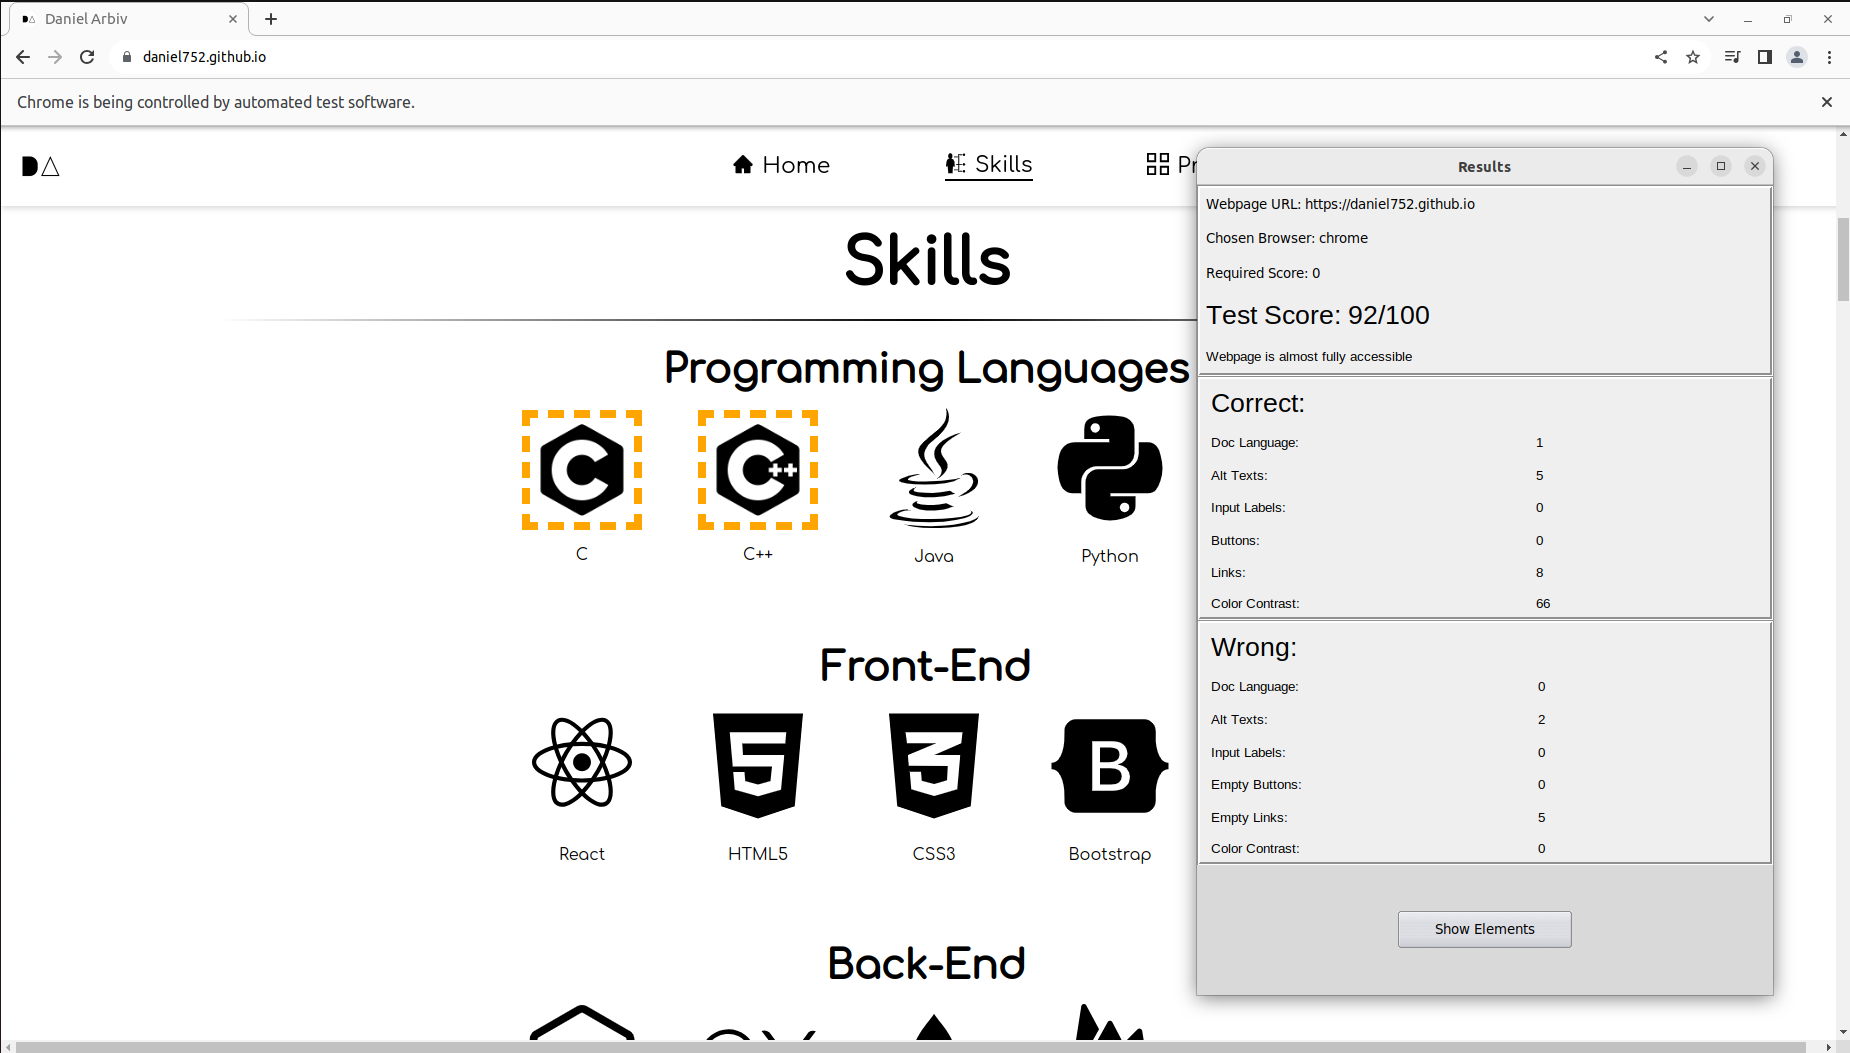 Daniel Arbiv
daniel752.github.io
Chrome is being controlled by automated test software.
Home
Skills
Pr
Skills
Programming Languages
C
C++
Java
Python
Front-End
React
HTML5
CSS3
Bootstrap
Back-End
Results
Webpage URL: https://daniel752.github.io
Chosen Browser: chrome
Required Score: 0
Test Score: 92/100
Webpage is almost fully accessible
Correct:
Doc Language: 1
Alt Texts: 5
Input Labels: 0
Buttons: 0
Links: 8
Color Contrast: 66
Wrong:
Doc Language: 0
Alt Texts: 2
Input Labels: 0
Empty Buttons: 0
Empty Links: 5
Color Contrast: 0
Show Elements